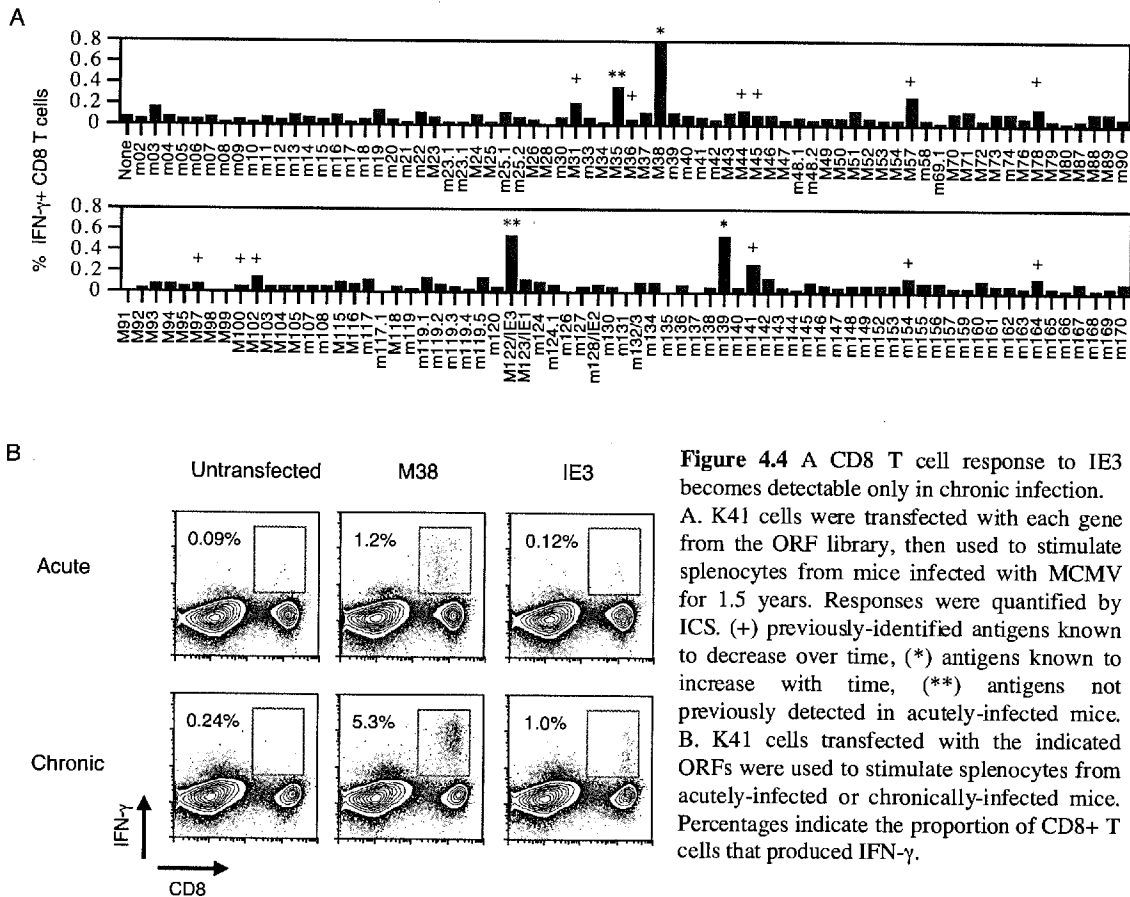 A
% IFN-γ+ CD8 T cells
0.8
0.6
0.4
0.2
0
+ ** + * + + + +
None m02 m03 m04 m05 m06 m07 m08 m09 m10 m11 m12 m13 m14 m15 m16 m17 m18 m19 m20 m21 m22 M23 m23.1 m23.1 M24 M25 m25.1 m25.2 M26 M28 m30 M31 m33 M34 M35 M36 M37 M38 m39 m40 m41 m42 M43 M44 M45 M46 M47 m48.1 m48.2 M49 M50 M51 M52 M53 M54 M57 m58 m69.1 M70 M71 M72 M73 m74 M76 M78 M79 M80 M87 M88 M89 m90
0.8
0.6
0.4
0.2
0
+ + + ** * + + +
M91 M92 M93 M94 M95 M96 M97 M98 M99 M100 M102 M103 M104 M105 m107 m108 M115 M116 m117 m117.1 M118 m119 m119.1 m119.2 m119.3 m119.4 m119.5 m120 M122/IE3 M123/IE1 m124 m124.1 m126 m127 m128/IE2 m130 m131 m132/3 m134 m135 m136 m137 m138 m139 m140 m141 m142 m143 m144 m145 m146 m147 m148 m149 m150 m152 m153 m154 m155 m156 m157 m159 m160 m161 m162 m163 m164 m165 m166 m167 m168 m169 m170
B
Untransfected M38 IE3
Acute
0.09% 1.2% 0.12%
Chronic
0.24% 5.3% 1.0%
IFN-γ
CD8
Figure 4.4 A CD8 T cell response to IE3
becomes detectable only in chronic infection.
A. K41 cells were transfected with each gene
from the ORF library, then used to stimulate
splenocytes from mice infected with MCMV
for 1.5 years. Responses were quantified by
ICS. (+) previously-identified antigens known
to decrease over time, (*) antigens known to
increase with time, (**) antigens not
previously detected in acutely-infected mice.
B. K41 cells transfected with the indicated
ORFs were used to stimulate splenocytes from
acutely-infected or chronically-infected mice.
Percentages indicate the proportion of CD8+ T
cells that produced IFN-γ.